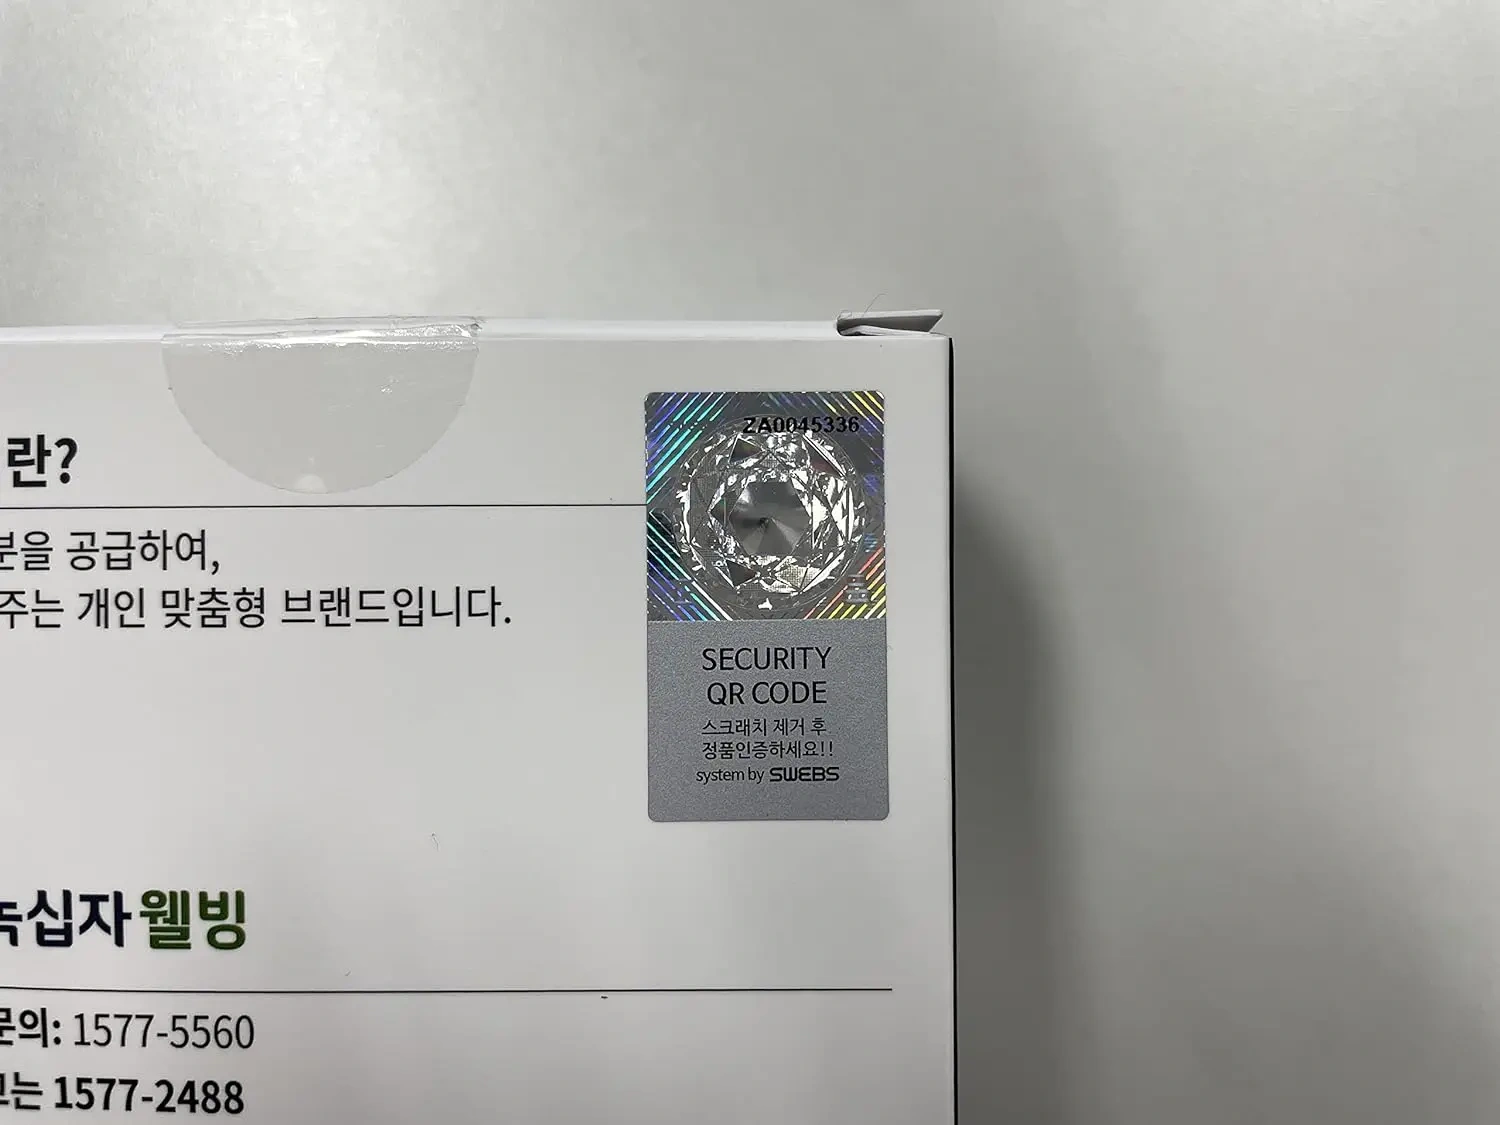 란?
분을 공급하여,
주는 개인 맞춤형 브랜드입니다.
ZA0045336
SECURITY
QR CODE
스크래치 제거 후
정품인증하세요!!
system by SWEBS
녹십자웰빙
문의: 1577-5560
는 1577-2488